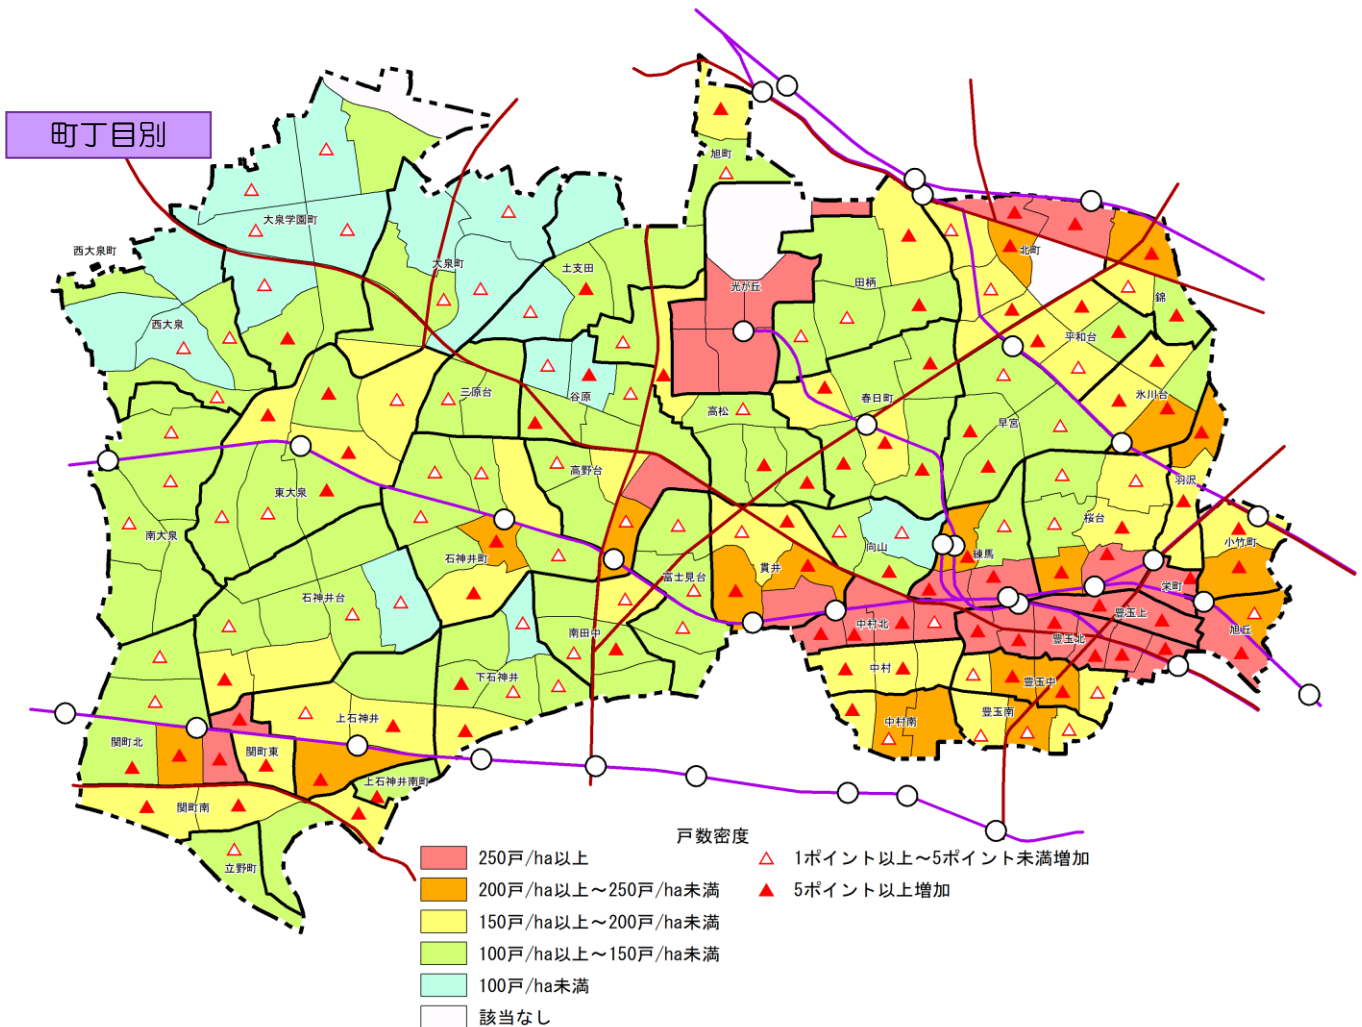 町丁目別
旭町
大泉学園町
西大泉町
大泉町
土支田
北町
光が丘
田柄
錦
西大泉
平和台
三原台
谷原
高松
春日町
氷川台
早宮
東大泉
高野台
羽沢
南大泉
桜台
小竹町
石神井町
向山
練馬
貫井
富士見台
栄町
石神井台
豊玉上
中村北
豊玉北
旭丘
南田中
中村
下石神井
豊玉中
上石神井
中村南
豊玉南
関町北
関町東
上石神井南町
関町南
立野町
戸数密度
250戸/ha以上
1ポイント以上～5ポイント未満増加
200戸/ha以上～250戸/ha未満
5ポイント以上増加
150戸/ha以上～200戸/ha未満
100戸/ha以上～150戸/ha未満
100戸/ha未満
該当なし